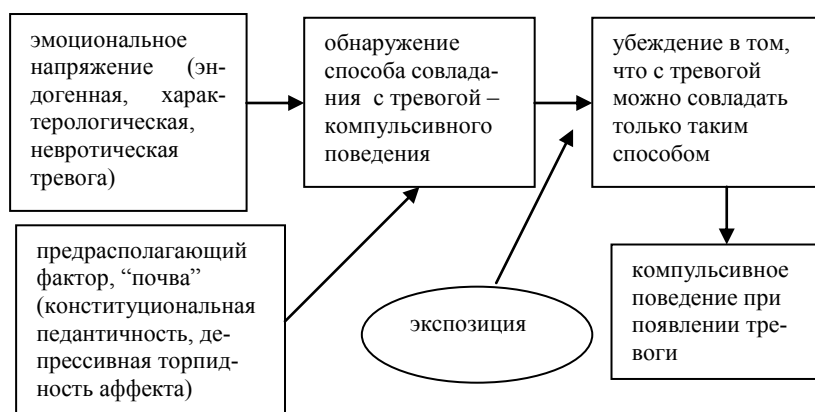 эмоциональное
напряжение (эн-
догенная, харак-
терологическая,
невротическая
тревога)
обнаружение
способа совлада-
ния с тревогой –
компульсивного
поведения
убеждение в том,
что с тревогой
можно совладать
только таким
способом
предрасполагающий
фактор, “почва”
(конституциональная
педантичность, де-
прессивная торпид-
ность аффекта)
экспозиция
компульсивное
поведение при
появлении тре-
воги